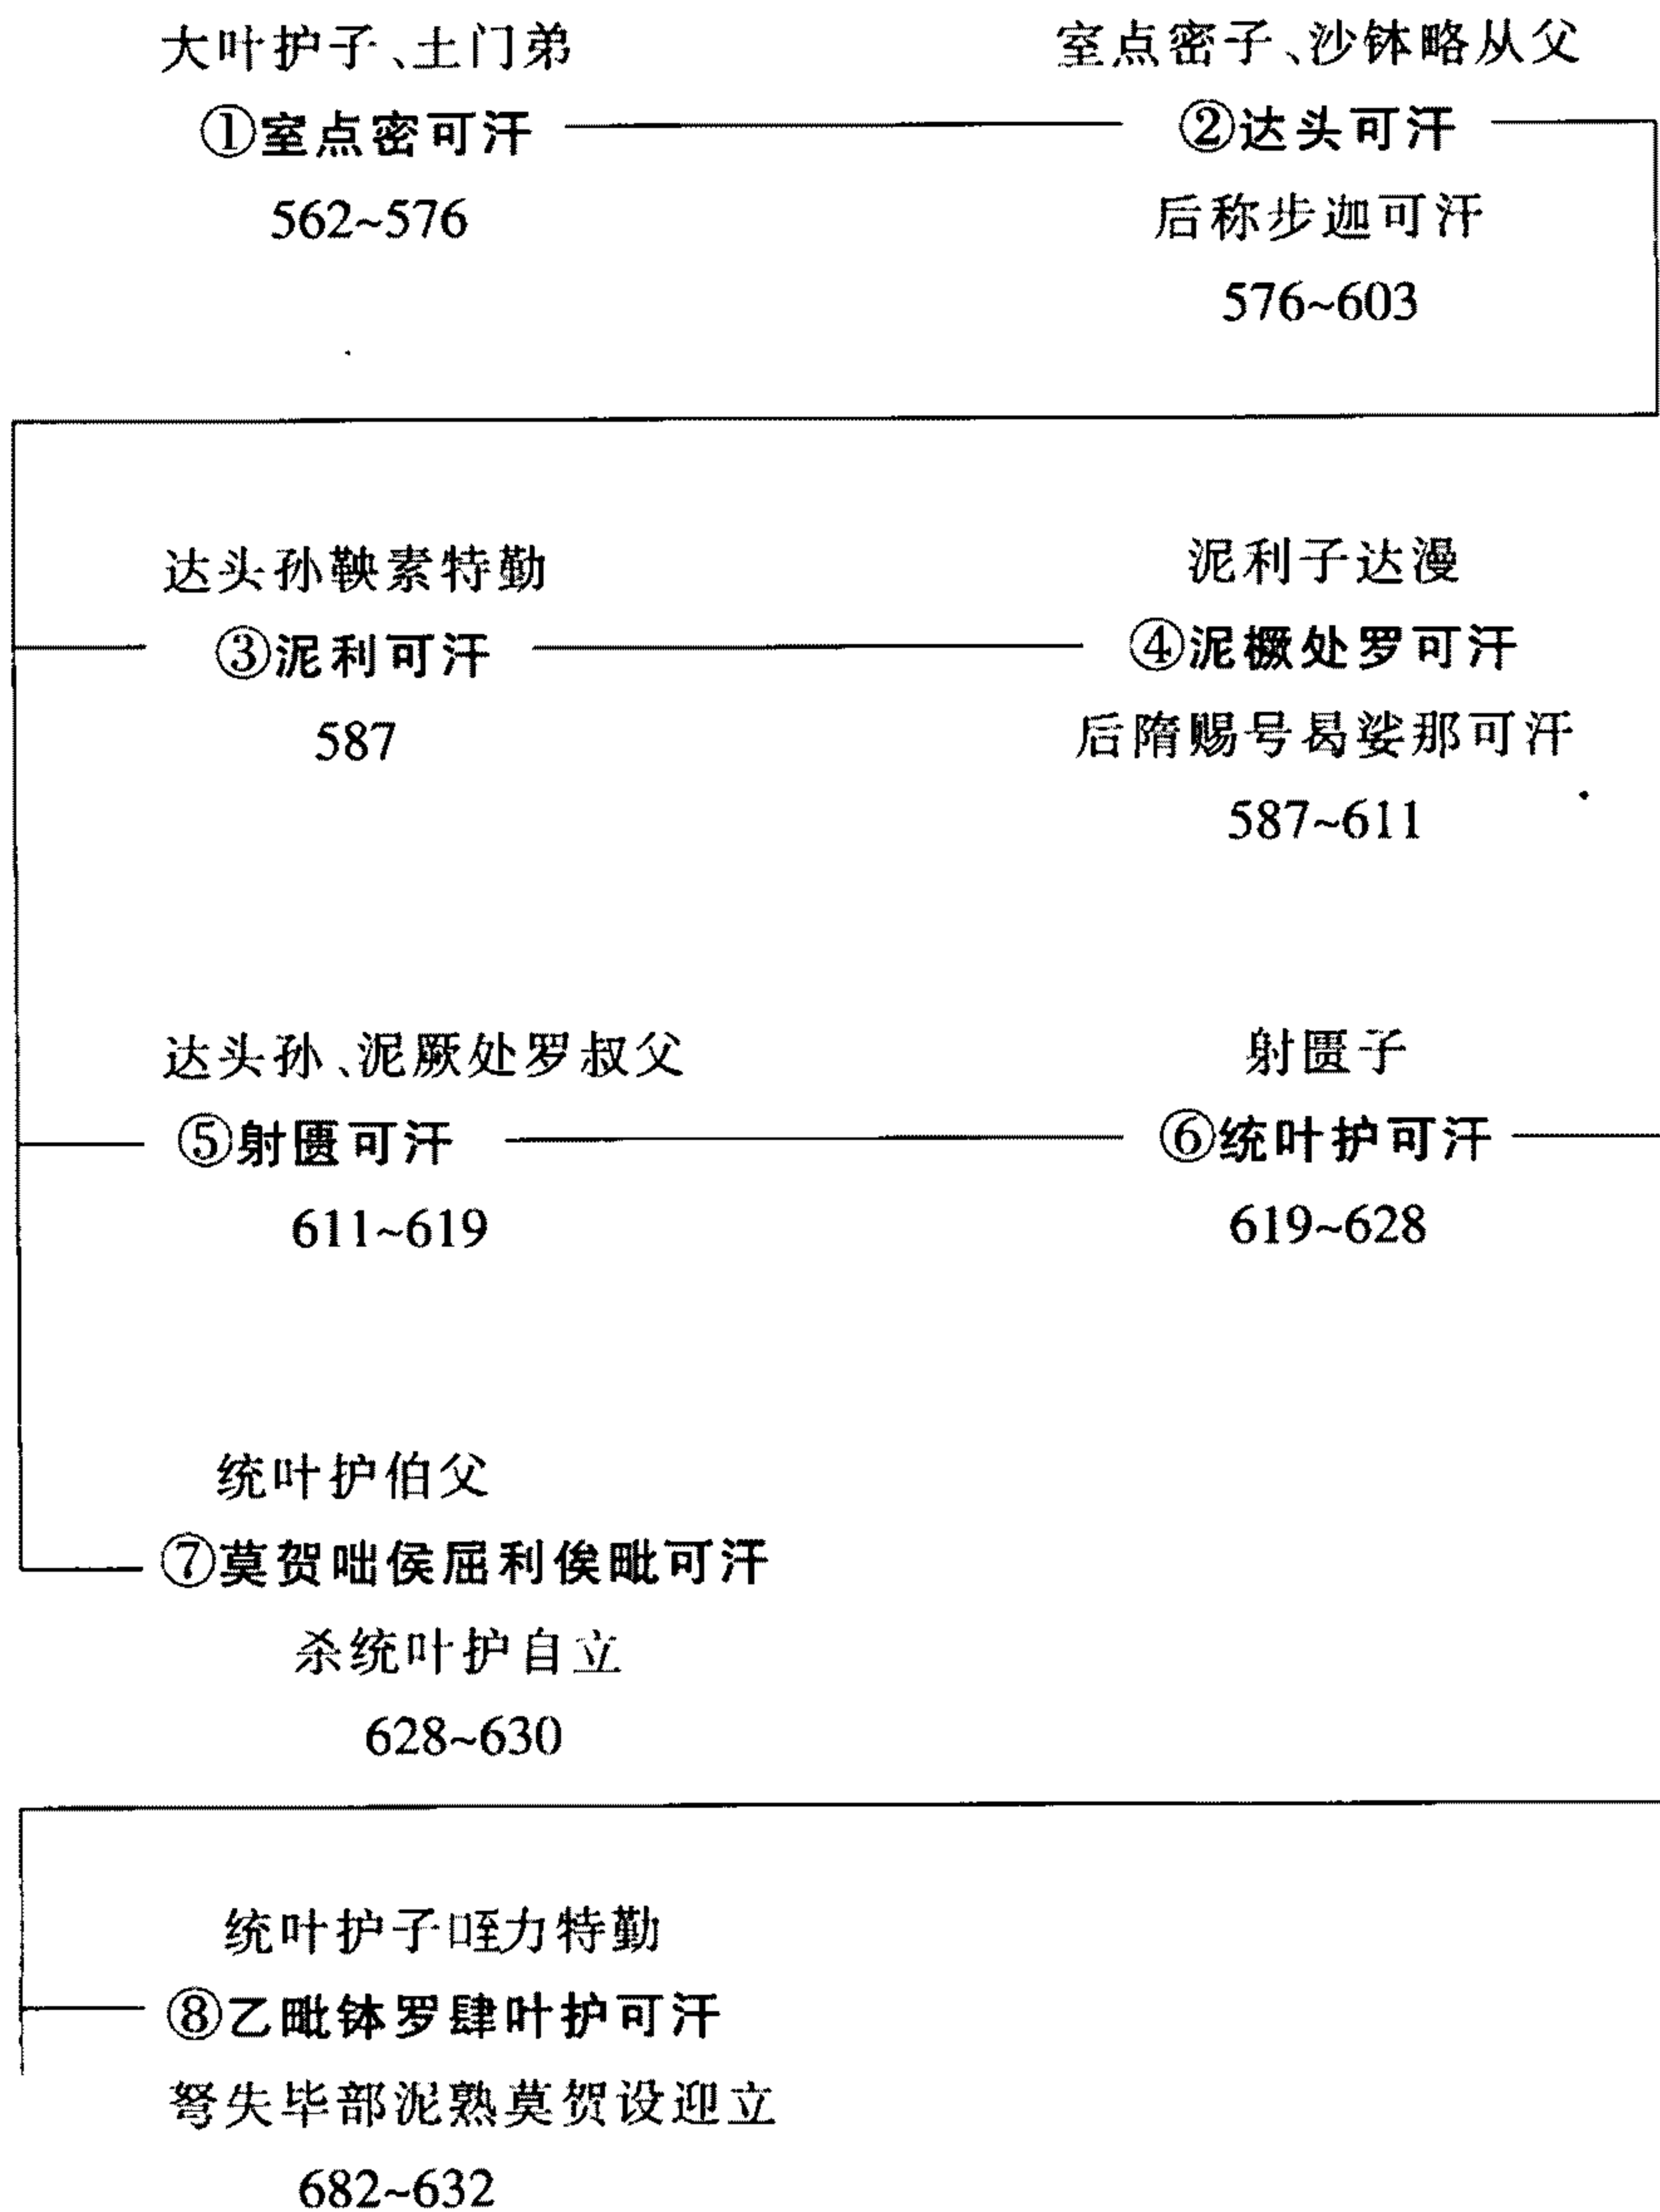 大叶护子、土门弟
①室点密可汗
562~576
室点密子、沙钵略从父
②达头可汗
后称步迦可汗
576~603
达头孙鞅素特勤
③泥利可汗
587
泥利子达漫
④泥橛处罗可汗
后隋赐号曷娑那可汗
587~611
达头孙、泥厥处罗叔父
⑤射匮可汗
611~619
射匮子
⑥统叶护可汗
619~628
统叶护伯父
⑦莫贺咄侯屈利俟毗可汗
杀统叶护自立
628~630
统叶护子咥力特勤
⑧乙毗钵罗肆叶护可汗
弩失毕部泥熟莫贺设迎立
682~632